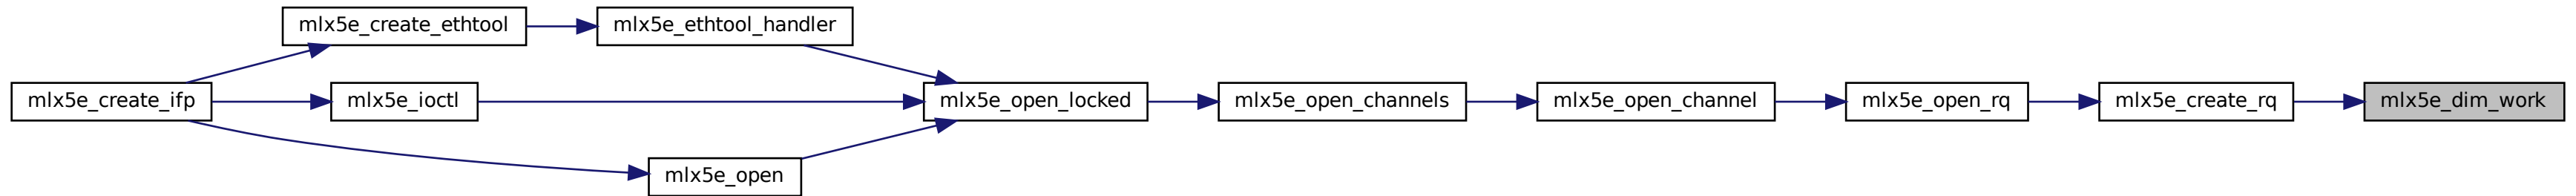 mlx5e_create_ethtool
mlx5e_ethtool_handler
mlx5e_create_ifp
mlx5e_ioctl
mlx5e_open_locked
mlx5e_open_channels
mlx5e_open_channel
mlx5e_open_rq
mlx5e_create_rq
mlx5e_dim_work
mlx5e_open